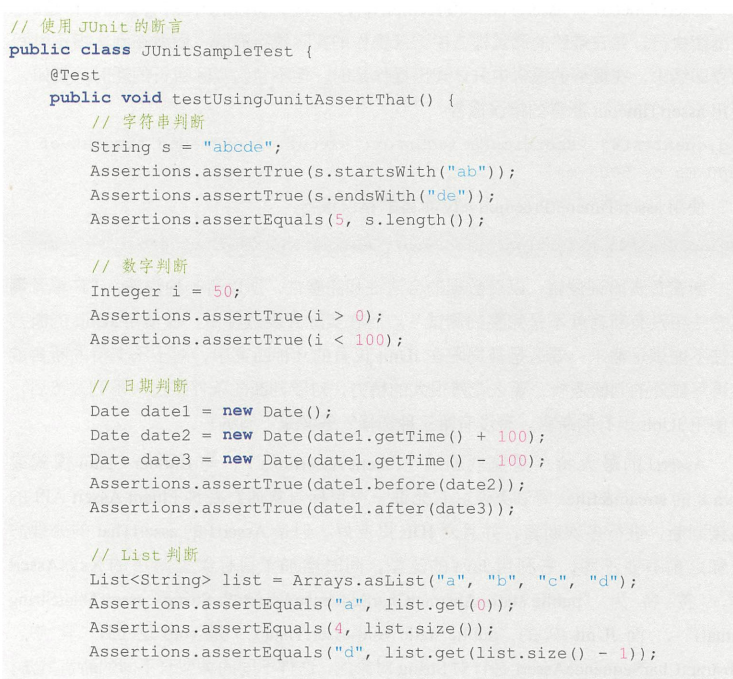 // 使用 JUnit 的断言
public class JUnitSampleTest {
    @Test
    public void testUsingJunitAssertThat() {
        // 字符串判断
        String s = "abcde";
        Assertions.assertTrue(s.startsWith("ab"));
        Assertions.assertTrue(s.endsWith("de"));
        Assertions.assertEquals(5, s.length());

        // 数字判断
        Integer i = 50;
        Assertions.assertTrue(i > 0);
        Assertions.assertTrue(i < 100);

        // 日期判断
        Date date1 = new Date();
        Date date2 = new Date(date1.getTime() + 100);
        Date date3 = new Date(date1.getTime() - 100);
        Assertions.assertTrue(date1.before(date2));
        Assertions.assertTrue(date1.after(date3));

        // List 判断
        List<String> list = Arrays.asList("a", "b", "c", "d");
        Assertions.assertEquals("a", list.get(0));
        Assertions.assertEquals(4, list.size());
        Assertions.assertEquals("d", list.get(list.size() - 1));